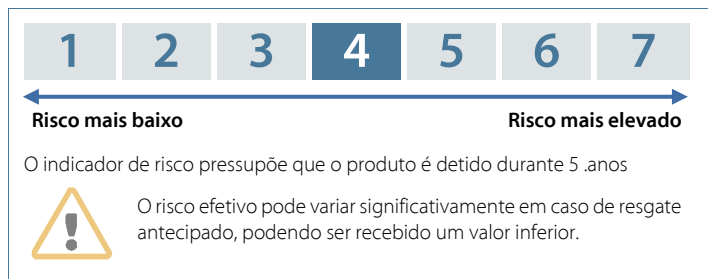 1 2 3 4 5 6 7
Risco mais baixo Risco mais elevado
O indicador de risco pressupõe que o produto é detido durante 5 .anos
O risco efetivo pode variar significativamente em caso de resgate
antecipado, podendo ser recebido um valor inferior.